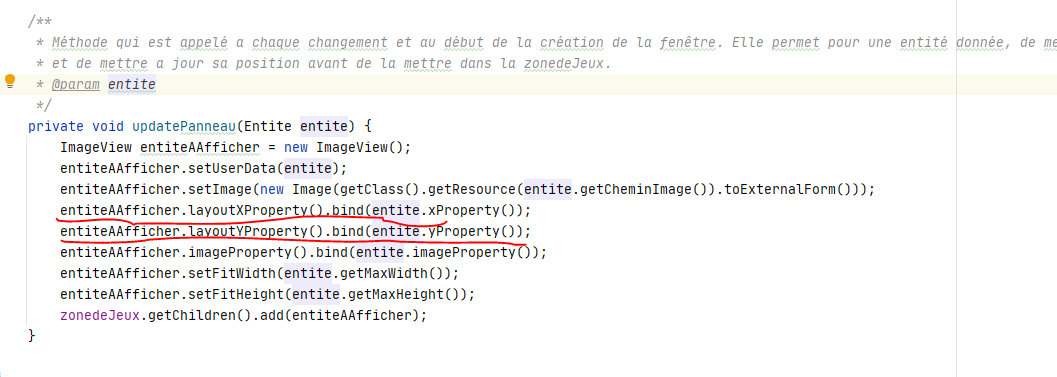 /**
* Méthode qui est appelé a chaque changement et au début de la création de la fenêtre. Elle permet pour une entité donnée, de
* et de mettre a jour sa position avant de la mettre dans la zonedeJeux.
* @param entite
*/
private void updatePanneau(Entite entite) {
ImageView entiteAAfficher = new ImageView();
entiteAAfficher.setUserData(entite);
entiteAAfficher.setImage(new Image(getClass().getResource(entite.getCheminImage()).toExternalForm()));
entiteAAfficher.layoutXProperty().bind(entite.xProperty());
entiteAAfficher.layoutYProperty().bind(entite.yProperty());
entiteAAfficher.imageProperty().bind(entite.imageProperty());
entiteAAfficher.setFitWidth(entite.getMaxWidth());
entiteAAfficher.setFitHeight(entite.getMaxHeight());
zonedeJeux.getChildren().add(entiteAAfficher);
}